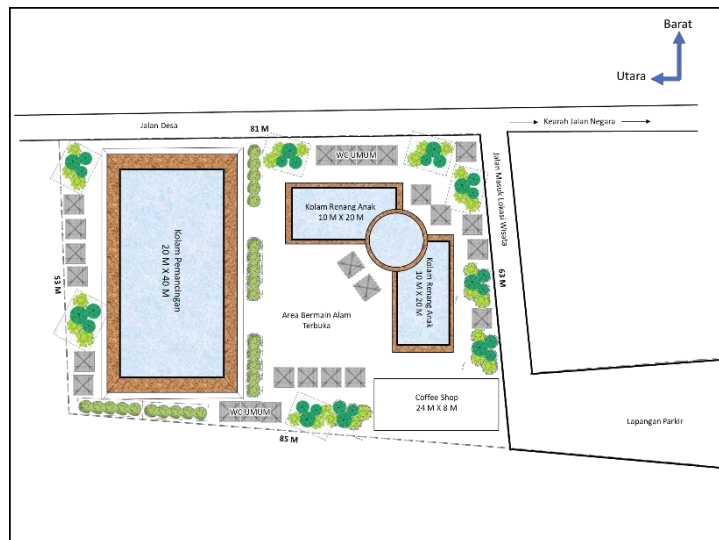 Barat
Utara
Jalan Desa
81 M
Kearah Jalan Negara
WC UMUM
Jalan Masuk Lokasi Wisata
Kolam Renang Anak
10 M X 20 M
Kolam Pemancingan
20 M X 40 M
Kolam Renang Anak
10 M X 20 M
53 M
63 M
Area Bermain Alam
Terbuka
Coffee Shop
24 M X 8 M
WC UMUM
85 M
Lapangan Parkir